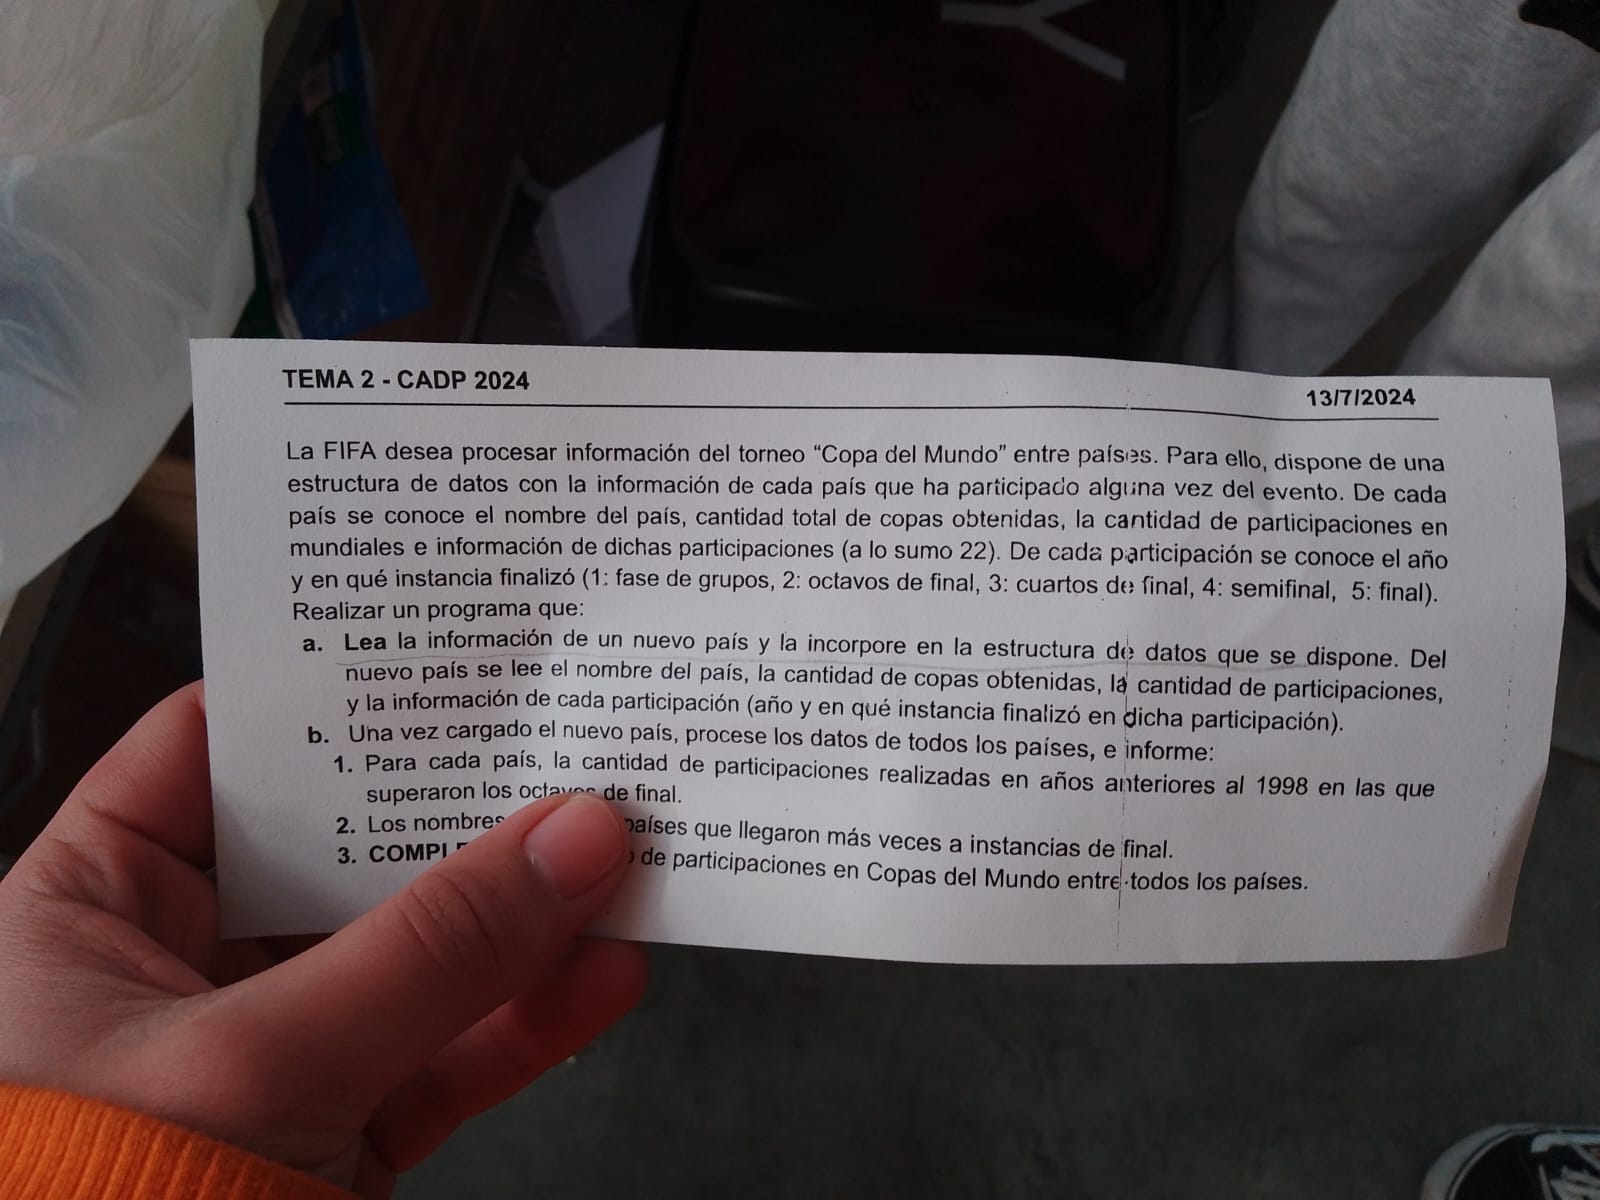 TEMA 2 - CADP 2024
13/7/2024
La FIFA desea procesar información del torneo “Copa del Mundo” entre países. Para ello, dispone de una
estructura de datos con la información de cada país que ha participado alguna vez del evento. De cada
país se conoce el nombre del país, cantidad total de copas obtenidas, la cantidad de participaciones en
mundiales e información de dichas participaciones (a lo sumo 22). De cada participación se conoce el año
y en qué instancia finalizó (1: fase de grupos, 2: octavos de final, 3: cuartos de final, 4: semifinal, 5: final).
Realizar un programa que:
a. Lea la información de un nuevo país y la incorpore en la estructura de datos que se dispone. Del
nuevo país se lee el nombre del país, la cantidad de copas obtenidas, la cantidad de participaciones,
y la información de cada participación (año y en qué instancia finalizó en dicha participación).
b. Una vez cargado el nuevo país, procese los datos de todos los países, e informe:
1. Para cada país, la cantidad de participaciones realizadas en años anteriores al 1998 en las que
superaron los octavos de final.
2. Los nombres países que llegaron más veces a instancias de final.
3. de participaciones en Copas del Mundo entre todos los países.
Y